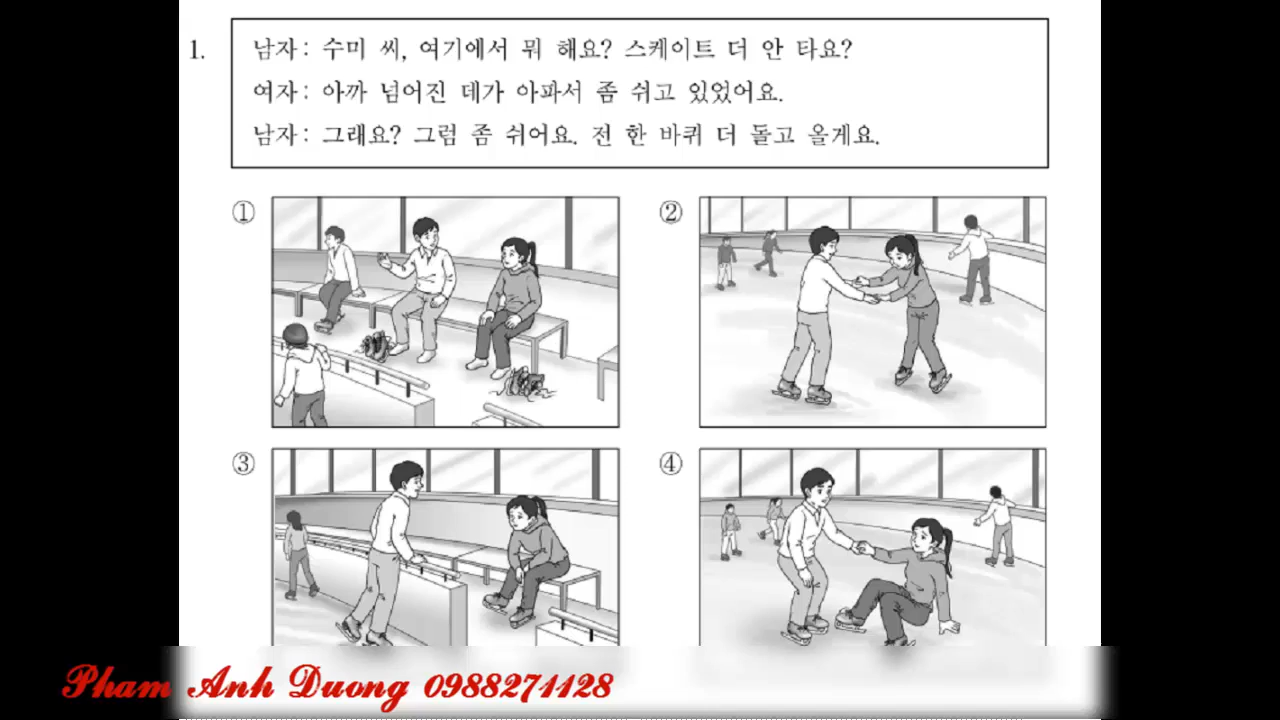 1.
남자: 수미 씨, 여기에서 뭐 해요? 스케이트 더 안 타요?
여자: 아까 넘어진 데가 아파서 좀 쉬고 있었어요.
남자: 그래요? 그럼 좀 쉬어요. 전 한 바퀴 더 돌고 올게요.
①
②
③
④
Pham Anh Duong 0988271128